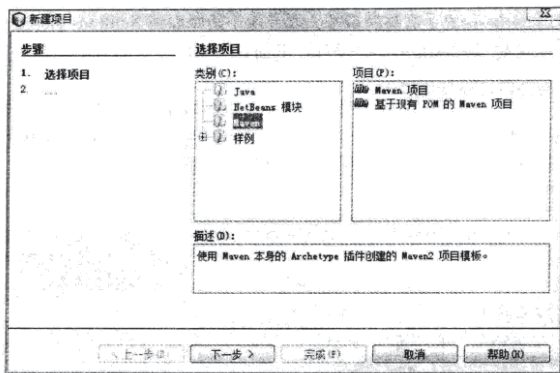 新建项目
步骤
1. 选择项目
2. ...
选择项目
类别(C):
Java
NetBeans 模块
样例
项目(P):
Maven 项目
基于现有 POM 的 Maven 项目
描述(D):
使用 Maven 本身的 Archetype 插件创建的 Maven2 项目模板。
< 上一步(B)
下一步 >
完成(F)
取消
帮助(H)